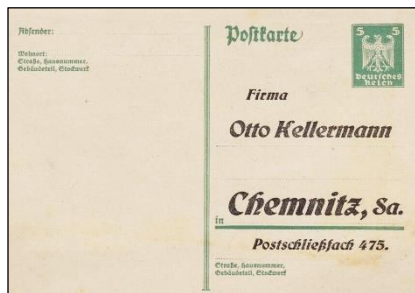 Absender:
Wohnort:
Straße, Hausnummer,
Gebäudeteil, Stockwerk
Postkarte
5 5
Deutsches
Reich
Firma
Otto Kellermann
in Chemnitz, Sa.
Postschließfach 475.
Straße, Hausnummer,
Gebäudeteil, Stockwerk